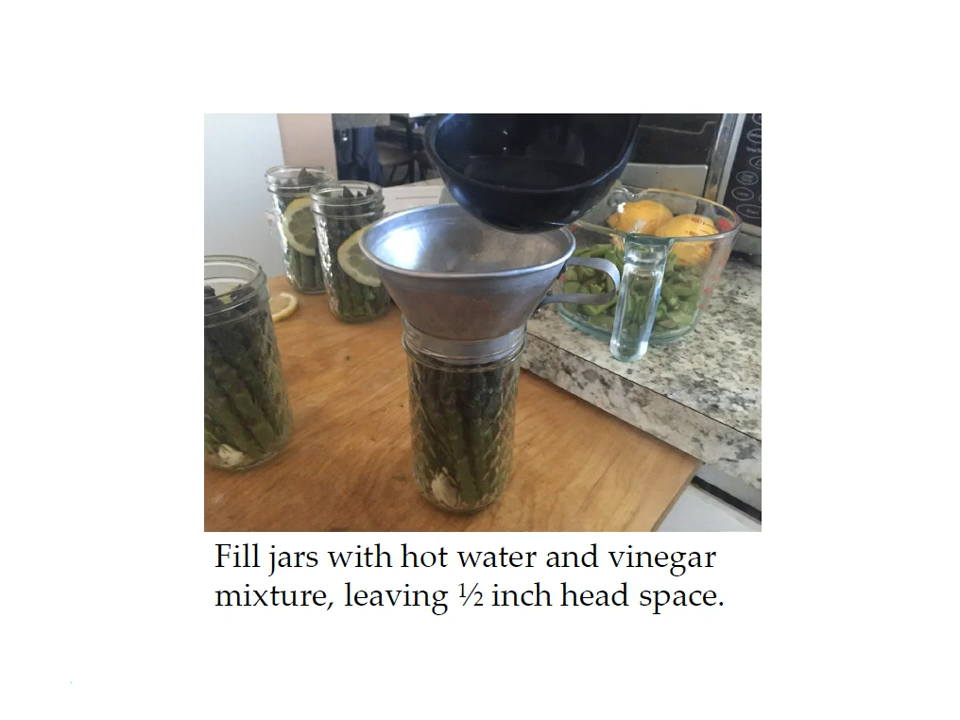 Fill jars with hot water and vinegar
mixture, leaving ½ inch head space.